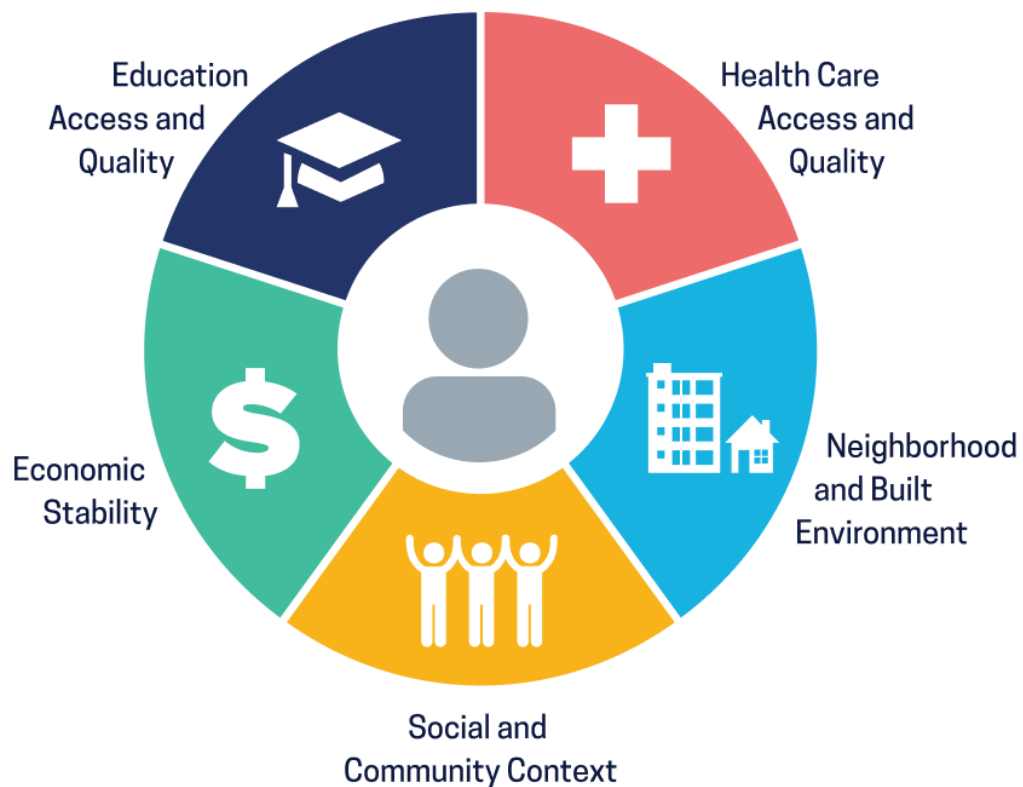 Education
Access and
Quality
Health Care
Access and
Quality
Economic
Stability
Neighborhood
and Built
Environment
Social and
Community Context